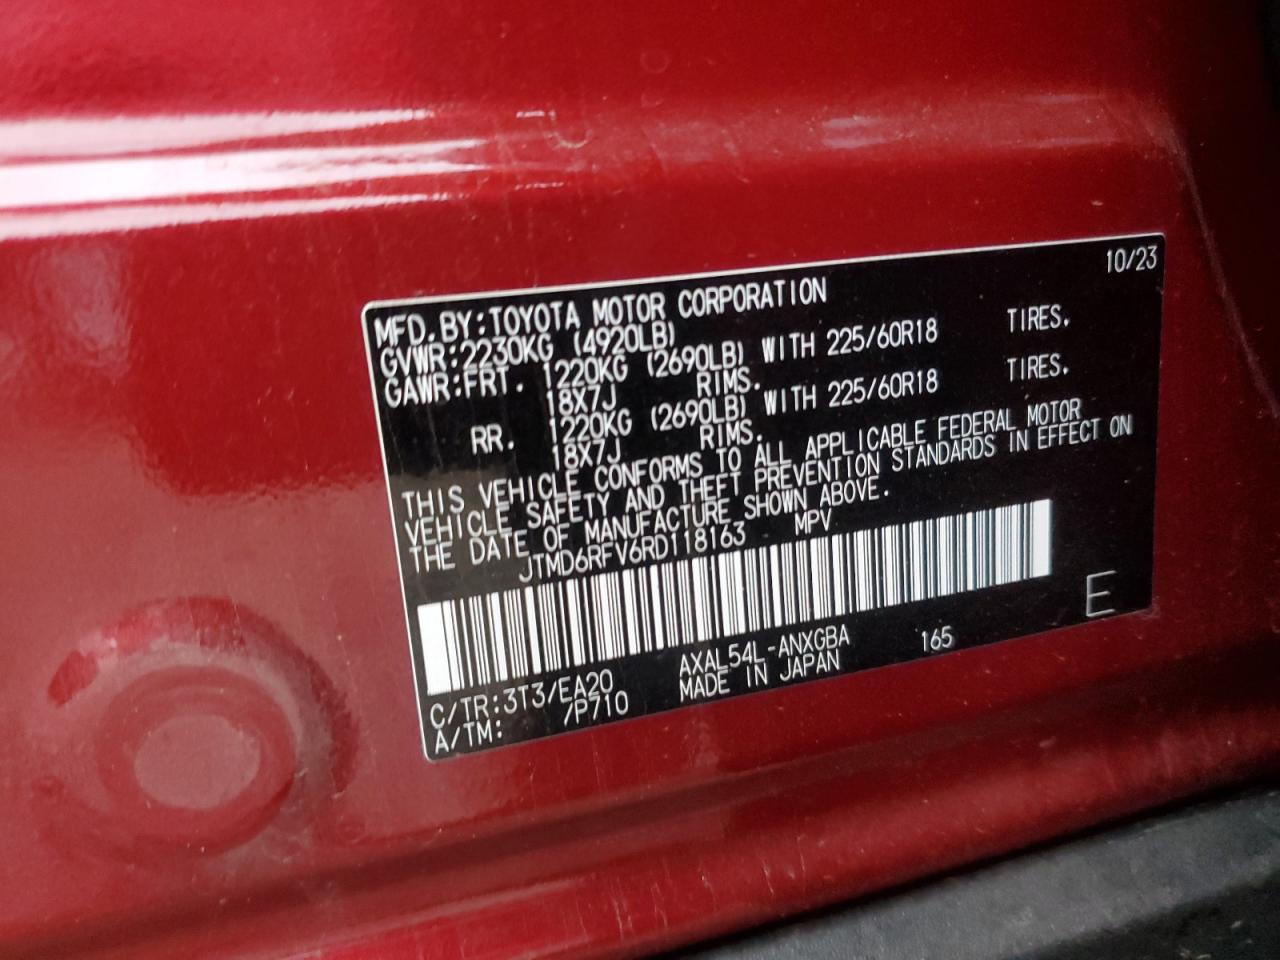 10/23
MFD.BY:TOYOTA MOTOR CORPORATION
GVWR:2230KG (4920LB)
GAWR:FRT. 1220KG (2690LB) WITH 225/60R18 TIRES.
18X7J RIMS.
RR. 1220KG (2690LB) WITH 225/60R18 TIRES.
18X7J RIMS.
THIS VEHICLE CONFORMS TO ALL APPLICABLE FEDERAL MOTOR
VEHICLE SAFETY AND THEFT PREVENTION STANDARDS IN EFFECT ON
THE DATE OF MANUFACTURE SHOWN ABOVE.
JTMD6RFV6RD118163 MPV
E
C/TR:3T3/EA20 AXAL54L-ANXGBA 165
A/TM: /P710 MADE IN JAPAN